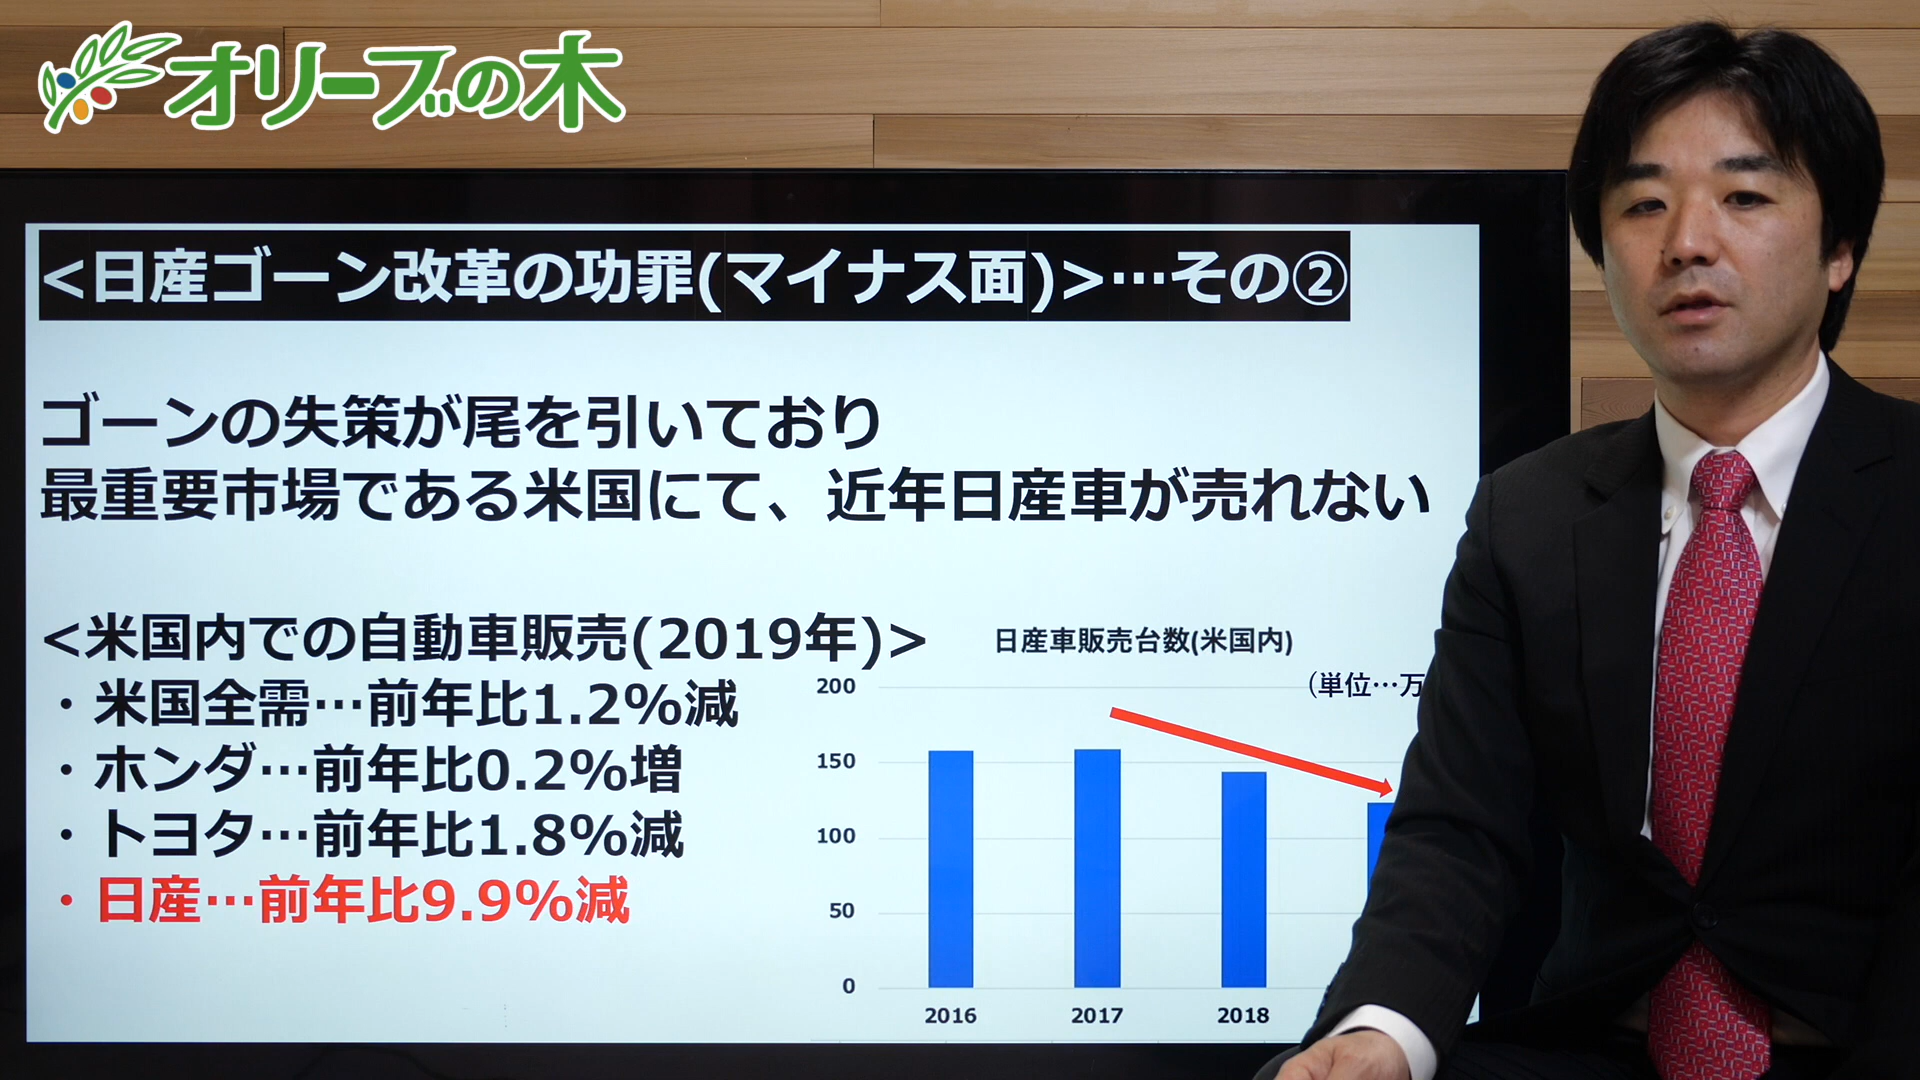 オリーブの木
<日産ゴーン改革の功罪(マイナス面)>…その②
ゴーンの失策が尾を引いており
最重要市場である米国にて、近年日産車が売れない
<米国内での自動車販売(2019年)>
・米国全需…前年比1.2%減
・ホンダ…前年比0.2%増
・トヨタ…前年比1.8%減
・日産…前年比9.9%減
日産車販売台数(米国内)
(単位…万
200
150
100
50
0
2016 2017 2018